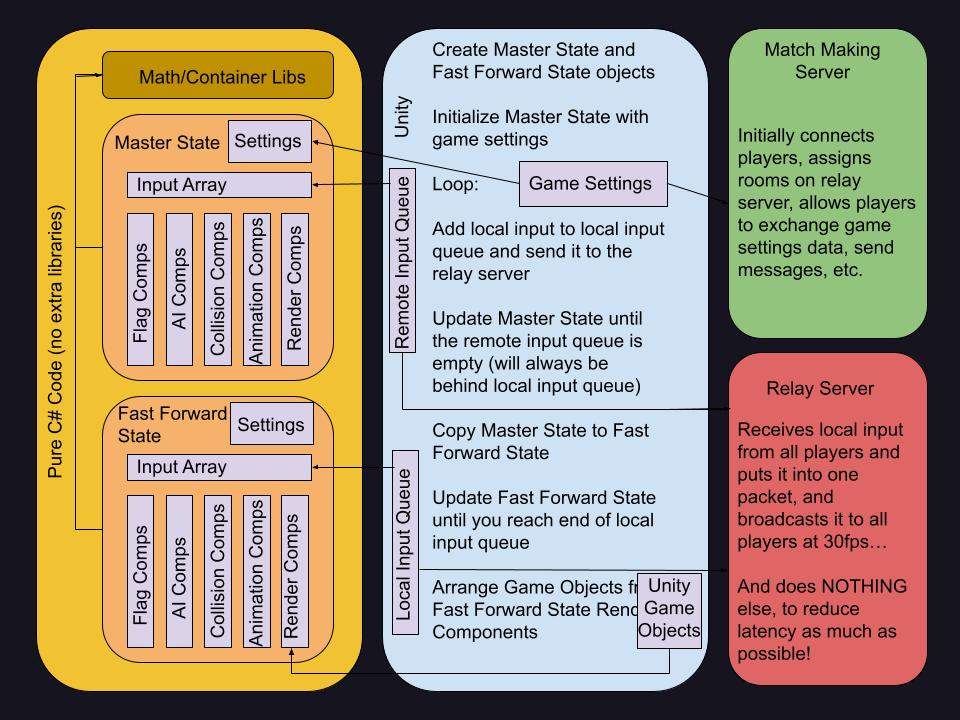 Pure C# Code (no extra libraries)
Math/Container Libs
Master State
Settings
Input Array
Flag Comps
AI Comps
Collision Comps
Animation Comps
Render Comps
Fast Forward
State
Settings
Input Array
Flag Comps
AI Comps
Collision Comps
Animation Comps
Render Comps
Unity
Remote Input Queue
Local Input Queue
Create Master State and
Fast Forward State objects
Initialize Master State with
game settings
Loop:
Game Settings
Add local input to local input
queue and send it to the
relay server
Update Master State until
the remote input queue is
empty (will always be
behind local input queue)
Copy Master State to Fast
Forward State
Update Fast Forward State
until you reach end of local
input queue
Arrange Game Objects
Fast Forward State
Components
Unity
Game
Objects
Match Making
Server
Initially connects
players, assigns
rooms on relay
server, allows players
to exchange game
settings data, send
messages, etc.
Relay Server
Receives local input
from all players and
puts it into one
packet, and
broadcasts it to all
players at 30fps…
And does NOTHING
else, to reduce
latency as much as
possible!